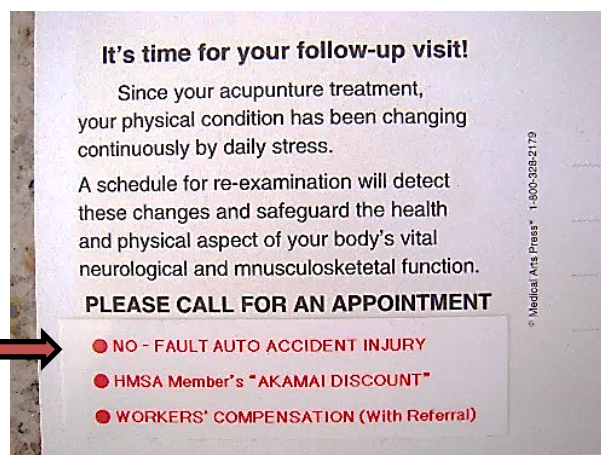 It's time for your follow-up visit!
Since your acupunture treatment,
your physical condition has been changing
continuously by daily stress.
A schedule for re-examination will detect
these changes and safeguard the health
and physical aspect of your body's vital
neurological and mnusculosketetal function.
PLEASE CALL FOR AN APPOINTMENT
● NO - FAULT AUTO ACCIDENT INJURY
● HMSA Member's "AKAMAI DISCOUNT"
● WORKERS' COMPENSATION (With Referral)
© Medical Arts Press® 1-800-328-2179